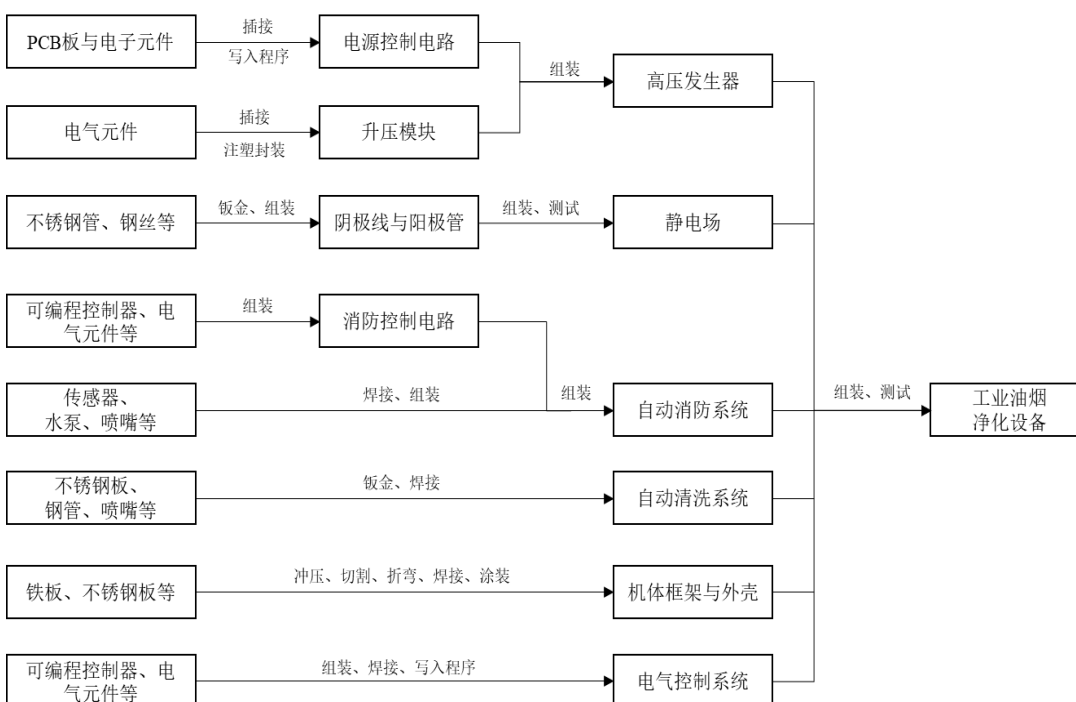 PCB板与电子元件
插接
写入程序
电源控制电路
组装
高压发生器
电气元件
插接
注塑封装
升压模块
不锈钢管、钢丝等
钣金、组装
阴极线与阳极管
组装、测试
静电场
可编程控制器、电
气元件等
组装
消防控制电路
传感器、
水泵、喷嘴等
焊接、组装
组装
自动消防系统
组装、测试
工业油烟
净化设备
不锈钢板、
钢管、喷嘴等
钣金、焊接
自动清洗系统
铁板、不锈钢板等
冲压、切割、折弯、焊接、涂装
机体框架与外壳
可编程控制器、电
气元件等
组装、焊接、写入程序
电气控制系统